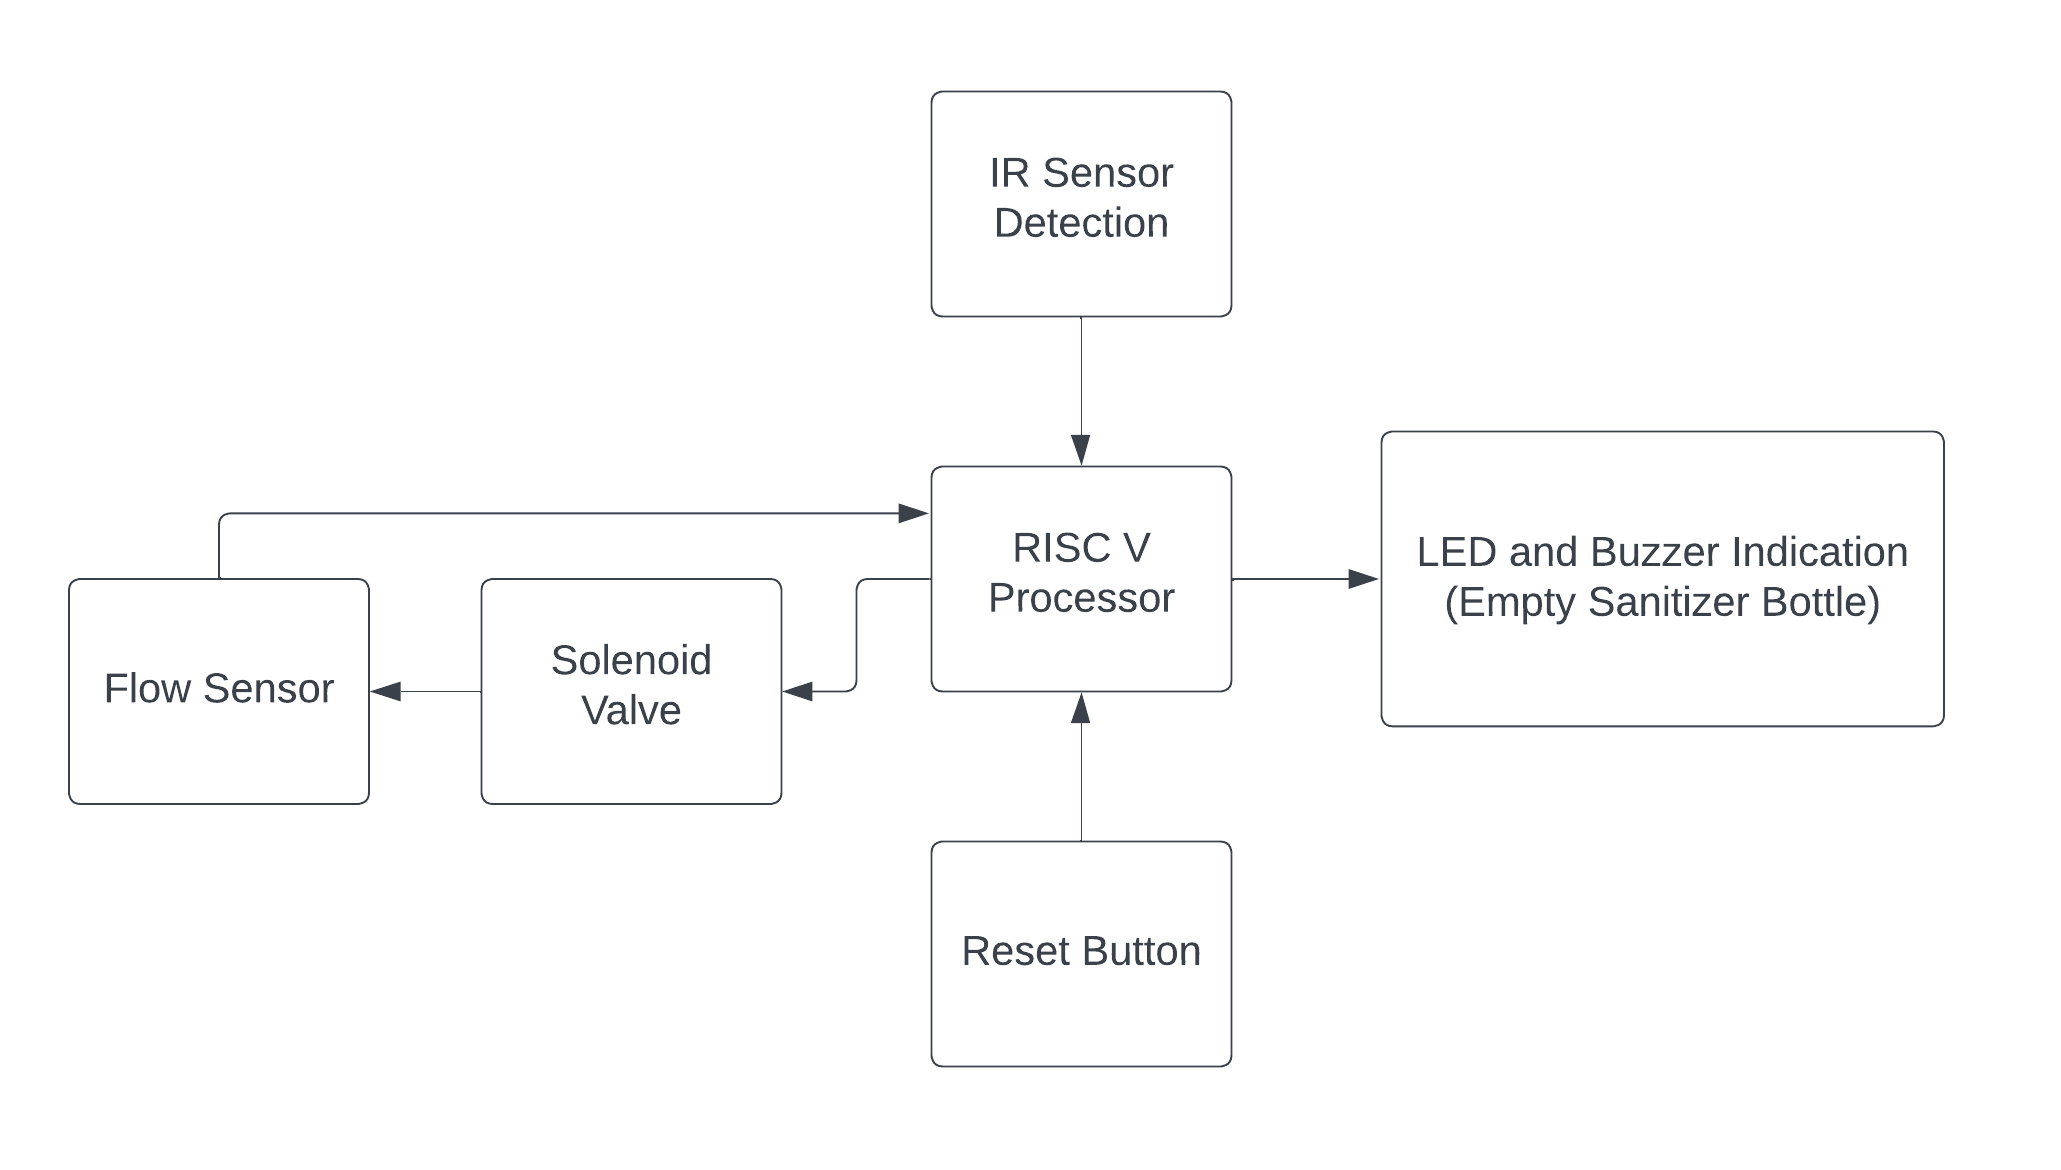 IR Sensor
Detection
RISC V
Processor
LED and Buzzer Indication
(Empty Sanitizer Bottle)
Flow Sensor
Solenoid
Valve
Reset Button